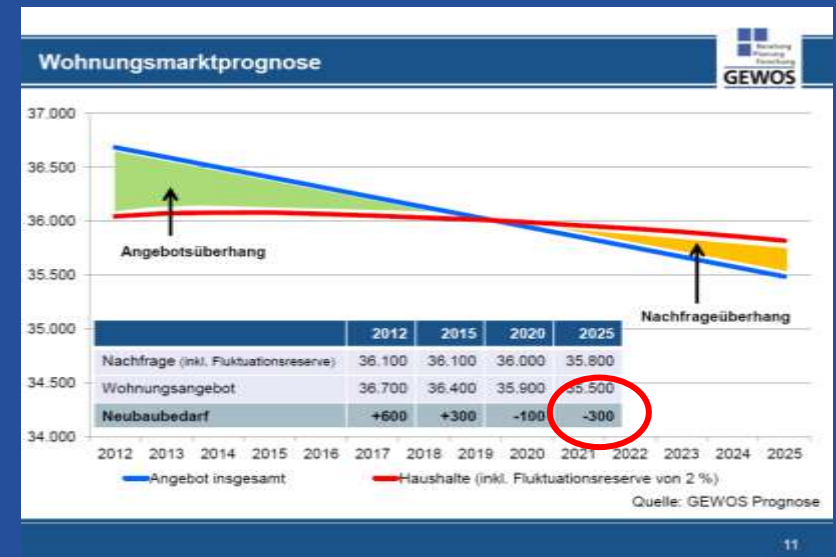 Wohnungsmarktprognose
Beratung
Planung
Forschung
GEWOS
37.000
36.500
36.000
Angebotsüberhang
35.500
Nachfrageüberhang
35.000
2012 2015 2020 2025
Nachfrage (inkl. Fluktuationsreserve) 36.100 36.100 36.000 35.800
34.500
Wohnungsangebot 36.700 36.400 35.900 35.500
Neubaubedarf +600 +300 -100 -300
34.000
2012 2013 2014 2015 2016 2017 2018 2019 2020 2021 2022 2023 2024 2025
Angebot insgesamt Haushalte (inkl. Fluktuationsreserve von 2 %)
Quelle: GEWOS Prognose
11